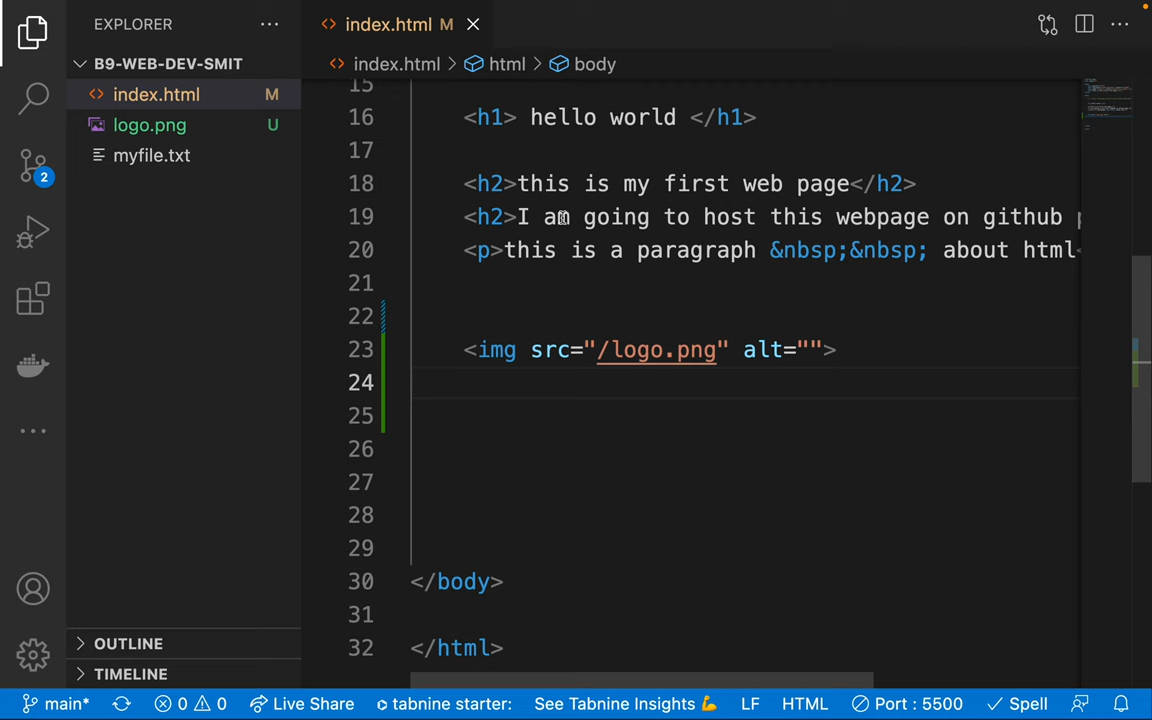 EXPLORER
index.html M
B9-WEB-DEV-SMIT
index.html M
logo.png U
myfile.txt
2
OUTLINE
TIMELINE
index.html > html > body
15
16 <h1> hello world </h1>
17
18 <h2>this is my first web page</h2>
19 <h2>I am going to host this webpage on github
20 <p>this is a paragraph &nbsp;&nbsp; about html<
21
22
23 <img src="/logo.png" alt="">
24
25
26
27
28
29
30 </body>
31
32 </html>
main* 0 0 Live Share tabnine starter: See Tabnine Insights 💪 LF HTML Port : 5500 Spell